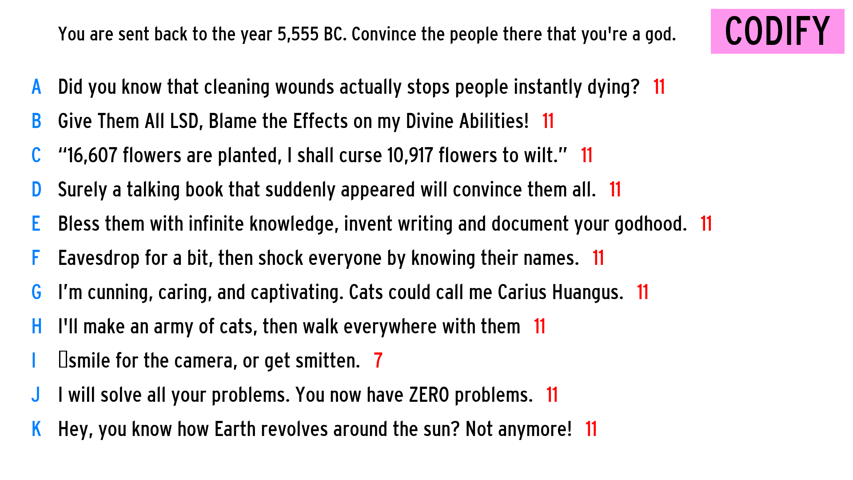 You are sent back to the year 5,555 BC. Convince the people there that you're a god.
CODIFY
A Did you know that cleaning wounds actually stops people instantly dying? 11
B Give Them All LSD, Blame the Effects on my Divine Abilities! 11
C “16,607 flowers are planted, I shall curse 10,917 flowers to wilt.” 11
D Surely a talking book that suddenly appeared will convince them all. 11
E Bless them with infinite knowledge, invent writing and document your godhood. 11
F Eavesdrop for a bit, then shock everyone by knowing their names. 11
G I’m cunning, caring, and captivating. Cats could call me Carius Huangus. 11
H I'll make an army of cats, then walk everywhere with them 11
I smile for the camera, or get smitten. 7
J I will solve all your problems. You now have ZERO problems. 11
K Hey, you know how Earth revolves around the sun? Not anymore! 11